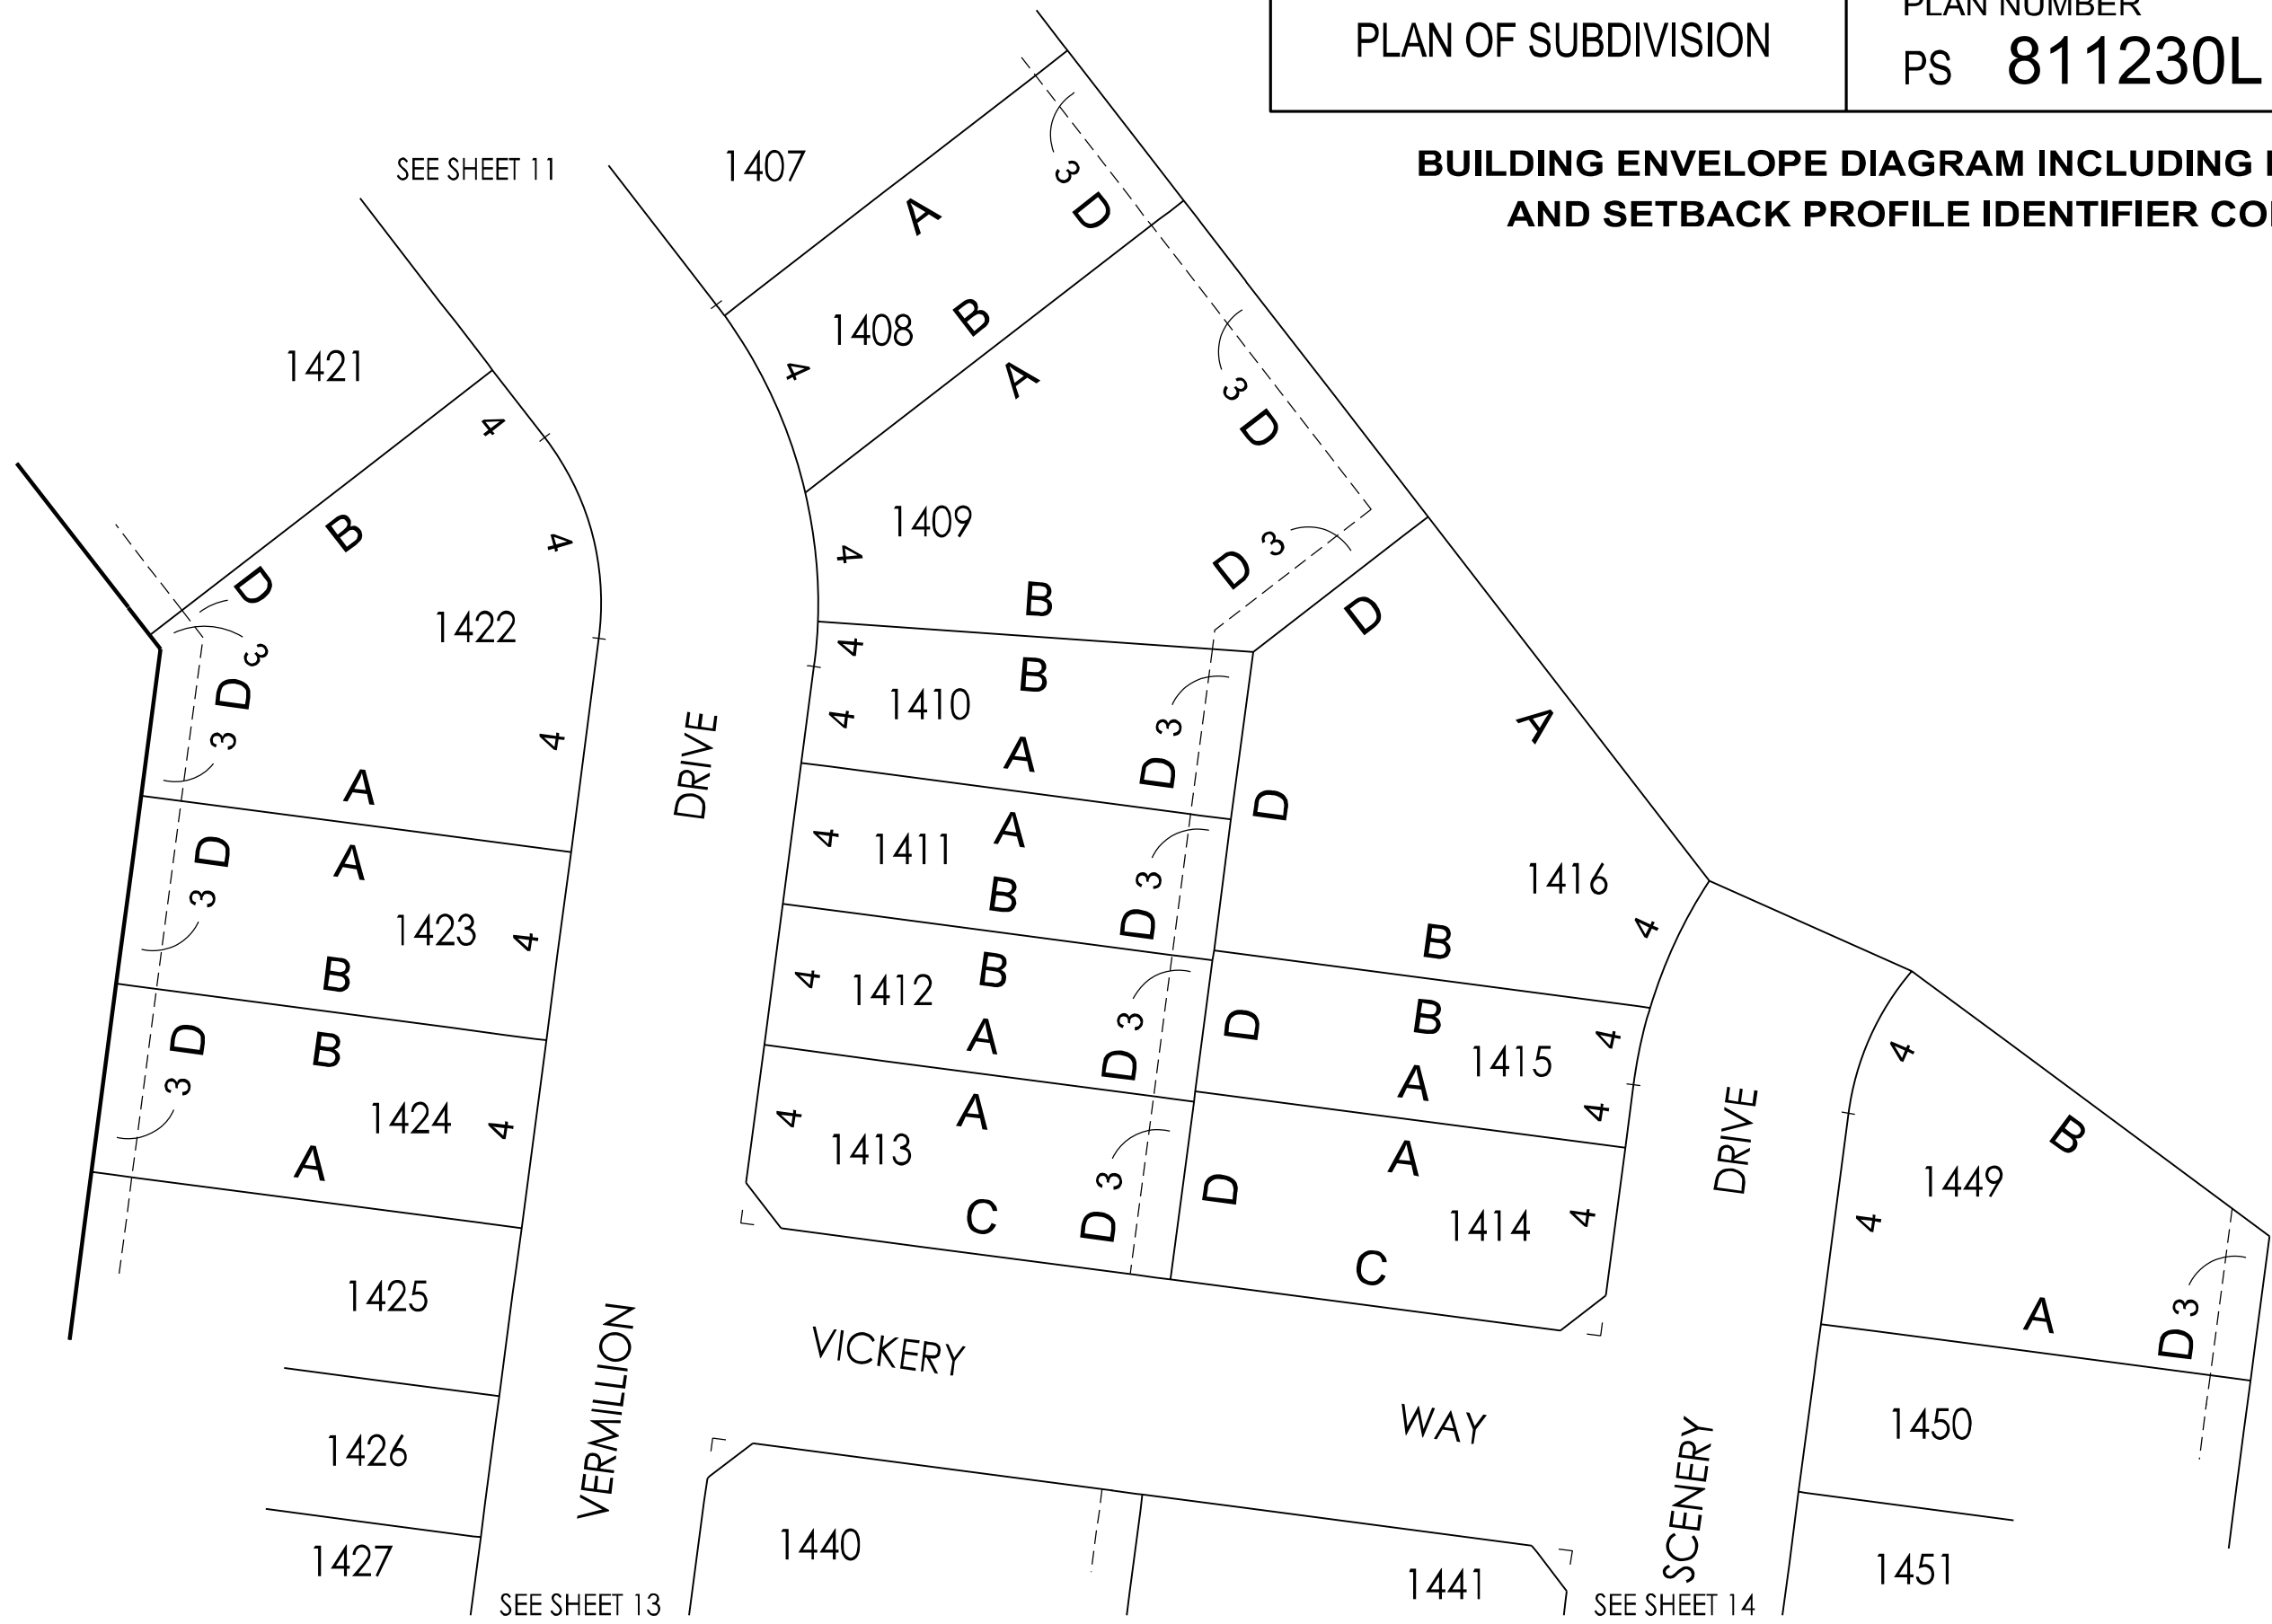 PLAN OF SUBDIVISION
PLAN NUMBER
PS 811230L
BUILDING ENVELOPE DIAGRAM INCLUDING
AND SETBACK PROFILE IDENTIFIER
SEE SHEET 11
1407
A
3
D
1408
B
4
A
3
D
1421
4
B
4
D
1409
4
B
D 3
D
1422
3
D
3
4
A
4
B
1410
4
A
3
D
A
D
DRIVE
D
A
3
1423
4
B
4
1411
A
B
3
D
1416
4
B
D
B
3
1424
4
A
4
1412
B
A
3
D
D
B
1415
4
A
4
4
1413
A
C
3
D
D
A
1414
4
C
DRIVE
4
B
1449
4
A
3
D
1425
VERMILLION
VICKERY
WAY
SCENERY
1426
1450
1427
1440
1441
1451
SEE SHEET 13
SEE SHEET 14